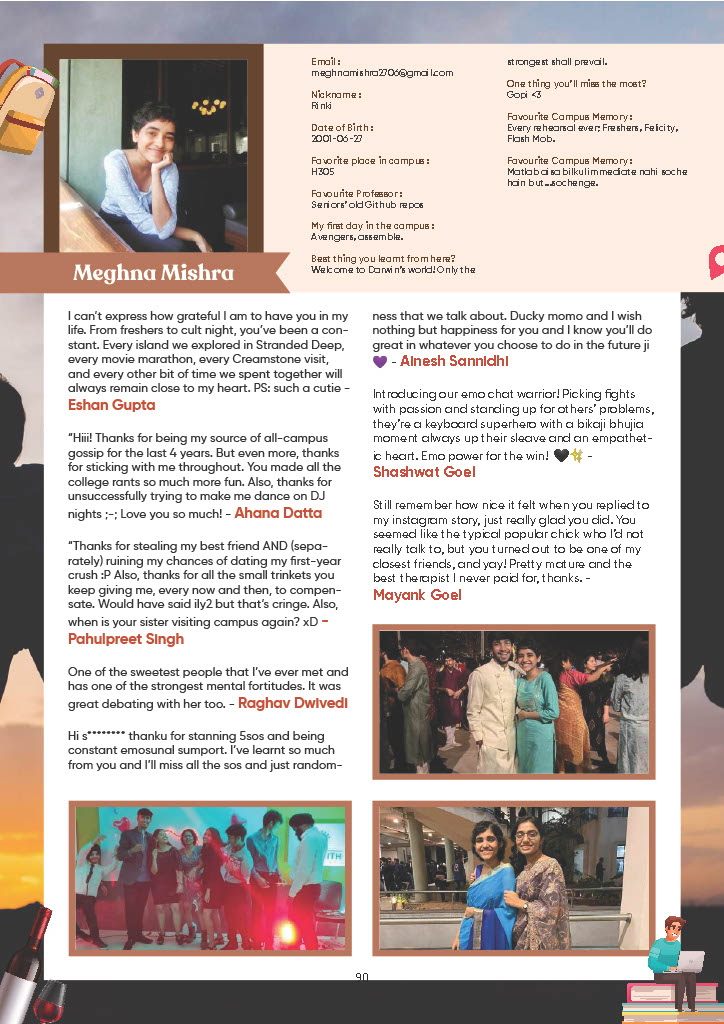 Email :
meghnamishra2706@gmail.com
Nickname :
Rinki
Date of Birth :
2001-06-27
Favorite place in campus :
H305
Favourite Professor :
Seniors' old Github repos
My first day in the campus :
Avengers, assemble.
Best thing you learnt from here?
Welcome to Darwin's world! Only the
strongest shall prevail.
One thing you'll miss the most?
Gopi <3
Favourite Campus Memory :
Every rehearsal ever; Freshers, Felicity,
Flash Mob.
Favourite Campus Memory :
Matlab aisa bilkul immediate nahi soche
hain but...sochenge.
Meghna Mishra
I can't express how grateful I am to have you in my
life. From freshers to cult night, you've been a con-
stant. Every island we explored in Stranded Deep,
every movie marathon, every Creamstone visit,
and every other bit of time we spent together will
always remain close to my heart. PS: such a cutie -
Eshan Gupta
"Hiii! Thanks for being my source of all-campus
gossip for the last 4 years. But even more, thanks
for sticking with me throughout. You made all the
college rants so much more fun. Also, thanks for
unsuccessfully trying to make me dance on DJ
nights ;-; Love you so much! - Ahana Datta
"Thanks for stealing my best friend AND (sepa-
rately) ruining my chances of dating my first-year
crush :P Also, thanks for all the small trinkets you
keep giving me, every now and then, to compen-
sate. Would have said ily2 but that's cringe. Also,
when is your sister visiting campus again? xD -
Pahulpreet Singh
One of the sweetest people that I've ever met and
has one of the strongest mental fortitudes. It was
great debating with her too. - Raghav Dwivedi
Hi s******** thanku for stanning 5sos and being
constant emosunal sumport. I've learnt so much
from you and I'll miss all the sos and just random-
ness that we talk about. Ducky momo and I wish
nothing but happiness for you and I know you'll do
great in whatever you choose to do in the future ji
💜 - Ainesh Sannidhi
Introducing our emo chat warrior! Picking fights
with passion and standing up for others' problems,
they're a keyboard superhero with a bikaji bhujia
moment always up their sleave and an empathet-
ic heart. Emo power for the win! 🖤✨ -
Shashwat Goel
Still remember how nice it felt when you replied to
my instagram story, just really glad you did. You
seemed like the typical popular chick who I'd not
really talk to, but you turned out to be one of my
closest friends, and yay! Pretty mature and the
best therapist I never paid for, thanks. -
Mayank Goel
90